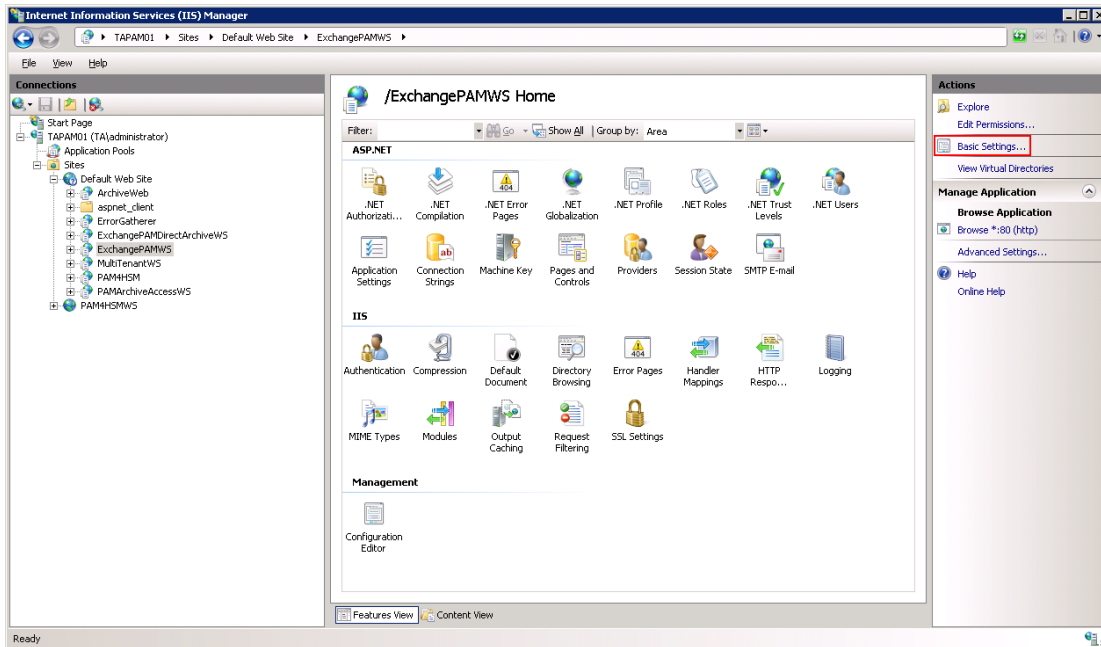 Internet Information Services (IIS) Manager
TAPAM01 Sites Default Web Site ExchangePAMWS
File View Help
Connections
Start Page
TAPAM01 (TA\administrator)
Application Pools
Sites
Default Web Site
ArchiveWeb
aspnet_client
ErrorGatherer
ExchangePAMDirectArchiveWS
ExchangePAMWS
MultiTenantWS
PAM4HSM
PAMArchiveAccessWS
PAM4HSMWS
/ExchangePAMWS Home
Filter: Go Show All Group by: Area
ASP.NET
.NET Authorizati...
.NET Compilation
.NET Error Pages
.NET Globalization
.NET Profile
.NET Roles
.NET Trust Levels
.NET Users
Application Settings
Connection Strings
Machine Key
Pages and Controls
Providers
Session State
SMTP E-mail
IIS
Authentication
Compression
Default Document
Directory Browsing
Error Pages
Handler Mappings
HTTP Respo...
Logging
MIME Types
Modules
Output Caching
Request Filtering
SSL Settings
Management
Configuration Editor
Features View Content View
Actions
Explore
Edit Permissions...
Basic Settings...
View Virtual Directories
Manage Application
Browse Application
Browse *:80 (http)
Advanced Settings...
Help
Online Help
Ready